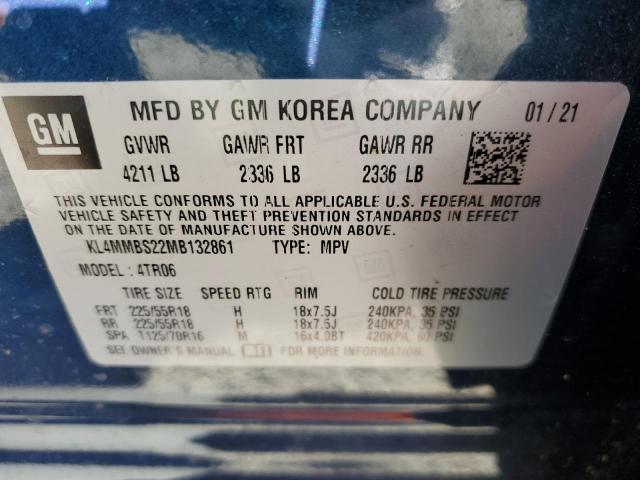 GM MFD BY GM KOREA COMPANY 01/21
GVWR GAWR FRT GAWR RR
4211 LB 2336 LB 2336 LB
THIS VEHICLE CONFORMS TO ALL APPLICABLE U.S. FEDERAL MOTOR
VEHICLE SAFETY AND THEFT PREVENTION STANDARDS IN EFFECT
ON THE DATE OF MANUFACTURE SHOWN ABOVE.
KL4MMBS22MB132861 TYPE: MPV
MODEL: 4TR06
TIRE SIZE SPEED RTG RIM COLD TIRE PRESSURE
FRT 225/55R18 H 18x7.5J 240KPA, 35 PSI
RR 225/55R18 H 18x7.5J 240KPA, 35 PSI
SPA T125/70R16 M 16x4.0BT 420KPA, 60 PSI
SEE OWNER'S MANUAL FOR MORE INFORMATION